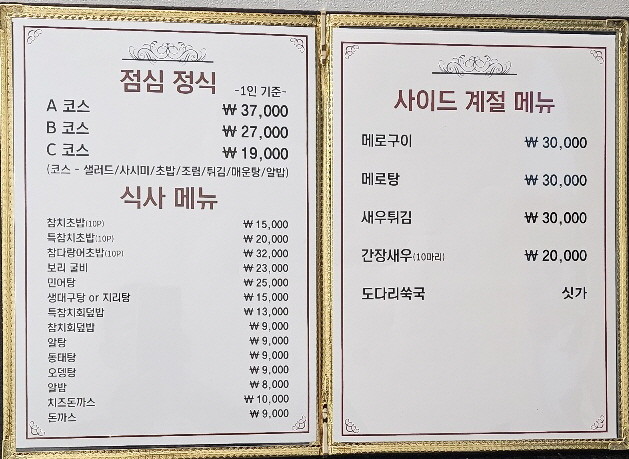 점심 정식 -1인 기준-
A 코스 ₩ 37,000
B 코스 ₩ 27,000
C 코스 ₩ 19,000
(코스 - 샐러드/사시미/초밥/조림/튀김/매운탕/알밥)
식사 메뉴
참치초밥(10P) ₩ 15,000
특참치초밥(10P) ₩ 20,000
참다랑어초밥(10P) ₩ 32,000
보리 굴비 ₩ 23,000
민어탕 ₩ 25,000
생대구탕 or 지리탕 ₩ 15,000
특참치회덮밥 ₩ 13,000
참치회덮밥 ₩ 9,000
알탕 ₩ 9,000
동태탕 ₩ 9,000
오뎅탕 ₩ 9,000
알밥 ₩ 8,000
치즈돈까스 ₩ 10,000
돈까스 ₩ 9,000
사이드 계절 메뉴
메로구이 ₩ 30,000
메로탕 ₩ 30,000
새우튀김 ₩ 30,000
간장새우(10마리) ₩ 20,000
도다리쑥국 싯가